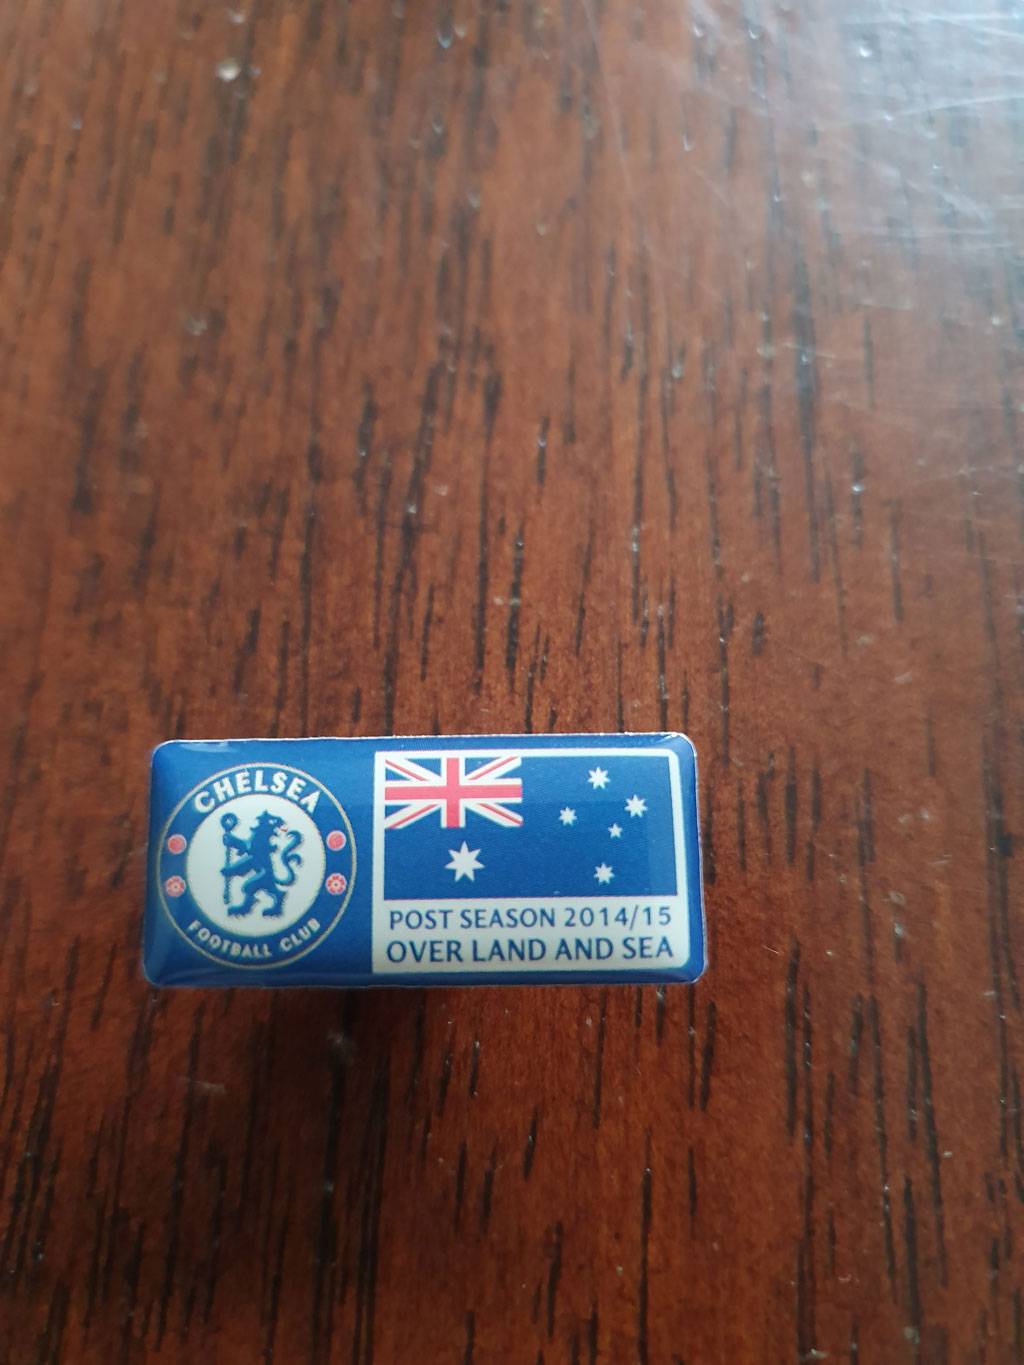 CHELSEA
FOOTBALL CLUB
POST SEASON 2014/15
OVER LAND AND SEA